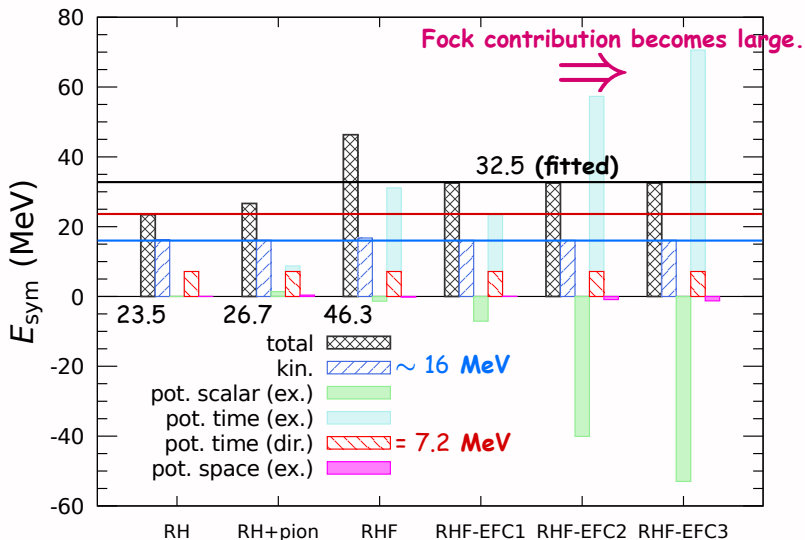 80
Fock contribution becomes large.
60
40
32.5 (fitted)
20
0
-20
-40
-60
E_sym (MeV)
23.5
26.7
46.3
total
kin.
~ 16 MeV
pot. scalar (ex.)
pot. time (ex.)
pot. time (dir.)
= 7.2 MeV
pot. space (ex.)
RH
RH+pion
RHF
RHF-EFC1
RHF-EFC2
RHF-EFC3